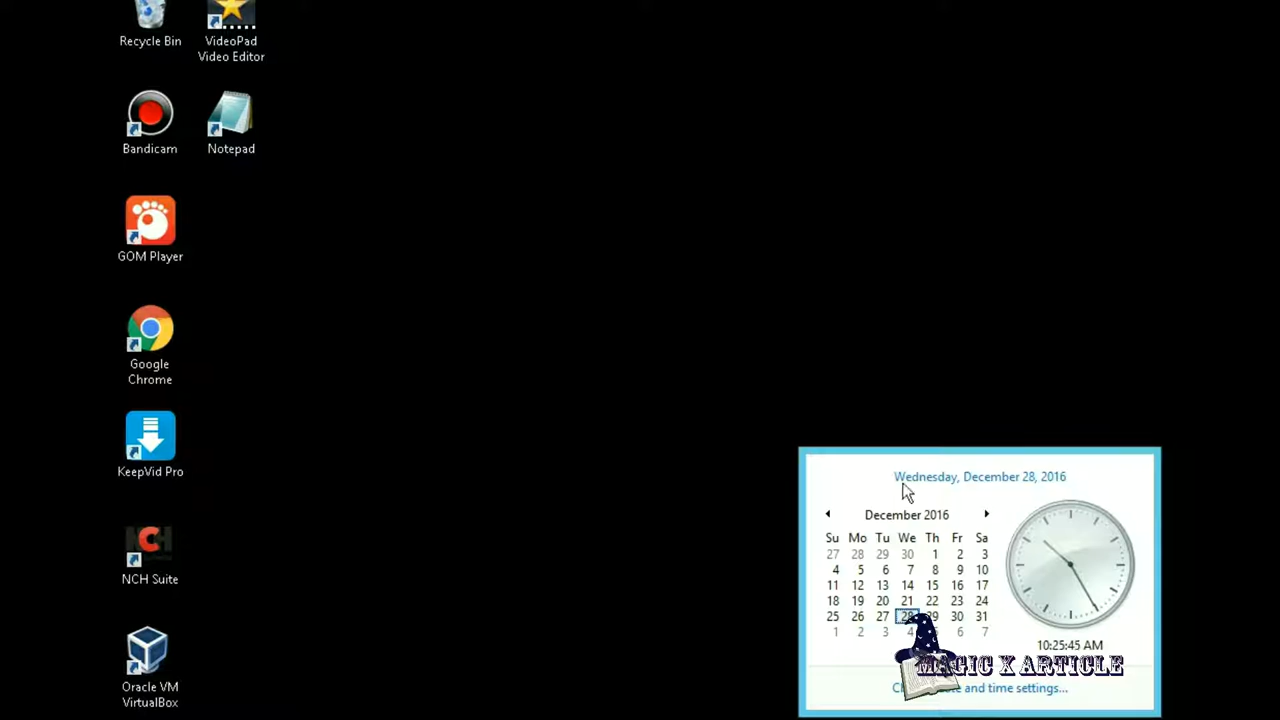 Recycle Bin
VideoPad
Video Editor
Bandicam
Notepad
GOM Player
Google
Chrome
KeepVid Pro
NCH
NCH Suite
Oracle VM
VirtualBox
Wednesday, December 28, 2016
December 2016
Su Mo Tu We Th Fr Sa
27 28 29 30 1 2 3
4 5 6 7 8 9 10
11 12 13 14 15 16 17
18 19 20 21 22 23 24
25 26 27 28 29 30 31
1 2 3 4 6 7
10:25:45 AM
MAGIC X ARTICLE
and time settings...